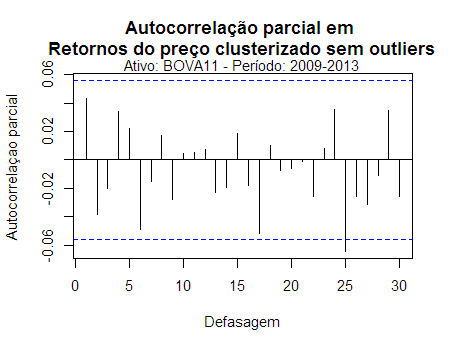 Autocorrelação parcial em
Retornos do preço clusterizado sem outliers
Ativo: BOVA11 - Período: 2009-2013
Autocorrelaçao parcial
0.06
0.02
-0.02
-0.06
0 5 10 15 20 25 30
Defasagem